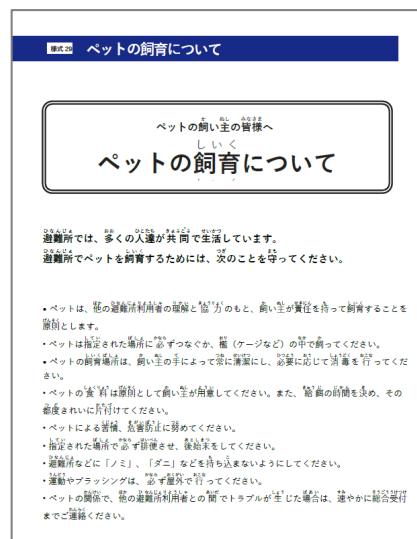 様式 29 ペットの飼育について
ペットの飼い主の皆様へ
ペットの飼育について
避難所では、多くの人達が共同で生活しています。
避難所でペットを飼育するためには、次のことを守ってください。
• ペットは、他の避難所利用者の理解と協力のもと、飼い主が責任を持って飼育することを
原則とします。
• ペットは指定された場所に必ずつなぐか、檻(ケージなど)の中で飼ってください。
• ペットの飼育場所は、飼い主の手によって常に清潔にし、必要に応じて消毒を行ってくだ
さい。
• ペットの食料は原則として飼い主が用意してください。また、給餌の時間を決め、その
都度きれいに片付けてください。
• ペットによる苦情、危害防止に努めてください。
• 指定された場所で必ず排便させ、後始末をしてください。
• 避難所などに「ノミ」、「ダニ」などを持ち込まないようにしてください。
• 運動やブラッシングは、必ず屋外で行ってください。
• ペットの関係で、他の避難所利用者との間でトラブルが生じた場合は、速やかに総合受付
までご連絡ください。